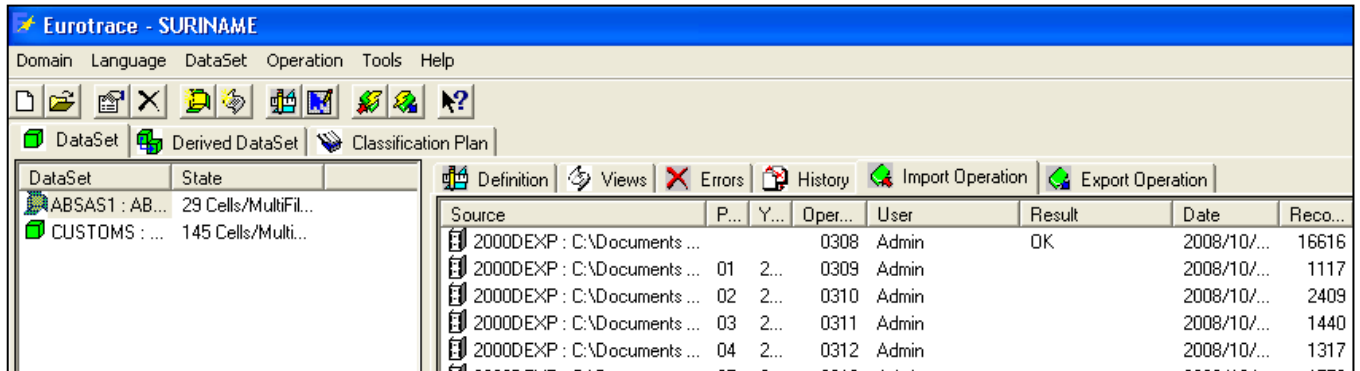 Eurotrace - SURINAME
Domain Language DataSet Operation Tools Help
DataSet Derived DataSet Classification Plan
DataSet State
ABSAS1 : AB... 29 Cells/MultiFil...
CUSTOMS : ... 145 Cells/Multi...
Definition Views Errors History Import Operation Export Operation
Source P... Y... Oper... User Result Date Reco...
2000DEXP : C:\Documents ... 0308 Admin OK 2008/10/... 16616
2000DEXP : C:\Documents ... 01 2... 0309 Admin 2008/10/... 1117
2000DEXP : C:\Documents ... 02 2... 0310 Admin 2008/10/... 2409
2000DEXP : C:\Documents ... 03 2... 0311 Admin 2008/10/... 1440
2000DEXP : C:\Documents ... 04 2... 0312 Admin 2008/10/... 1317